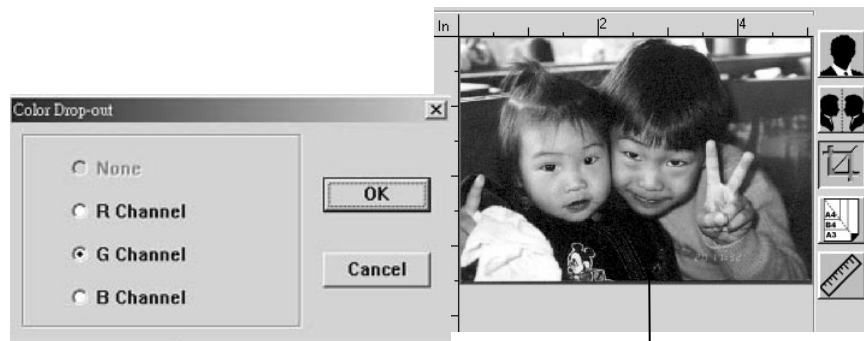 In
2
4
Color Drop-out
None
R Channel
G Channel
B Channel
OK
Cancel
A4
B4
A3